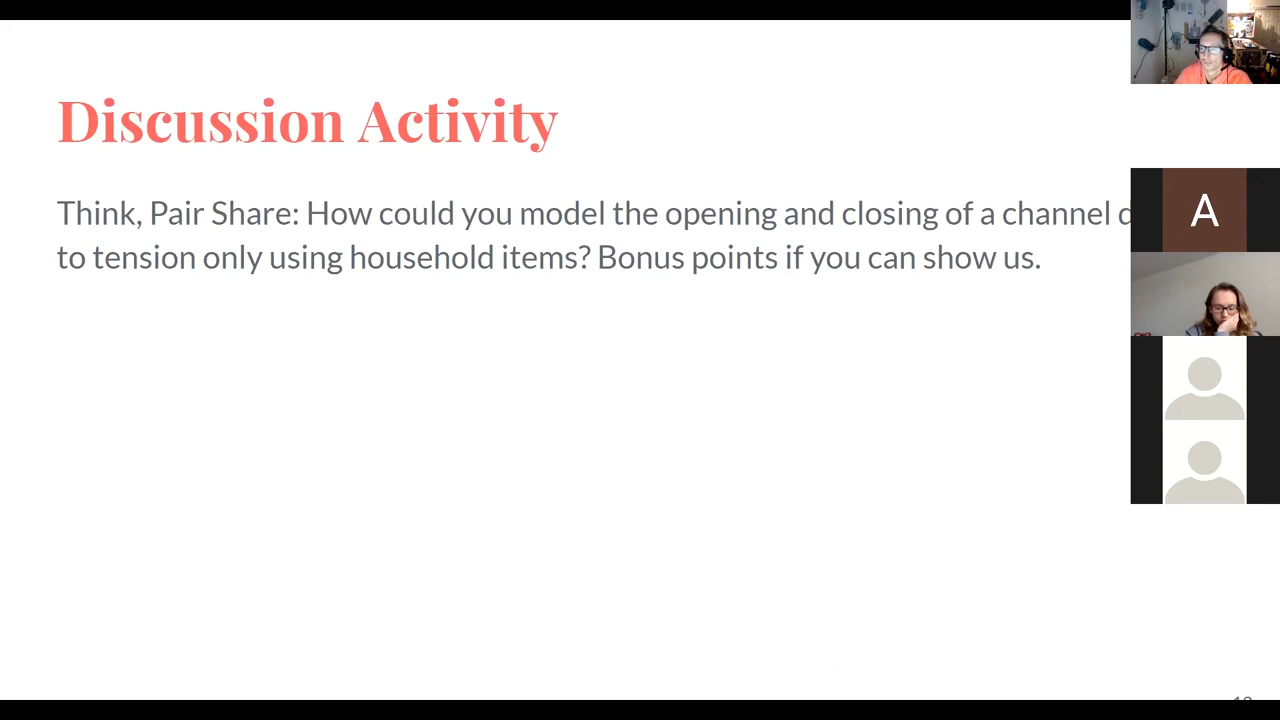 Discussion Activity
Think, Pair Share: How could you model the opening and closing of a channel
to tension only using household items? Bonus points if you can show us.
A